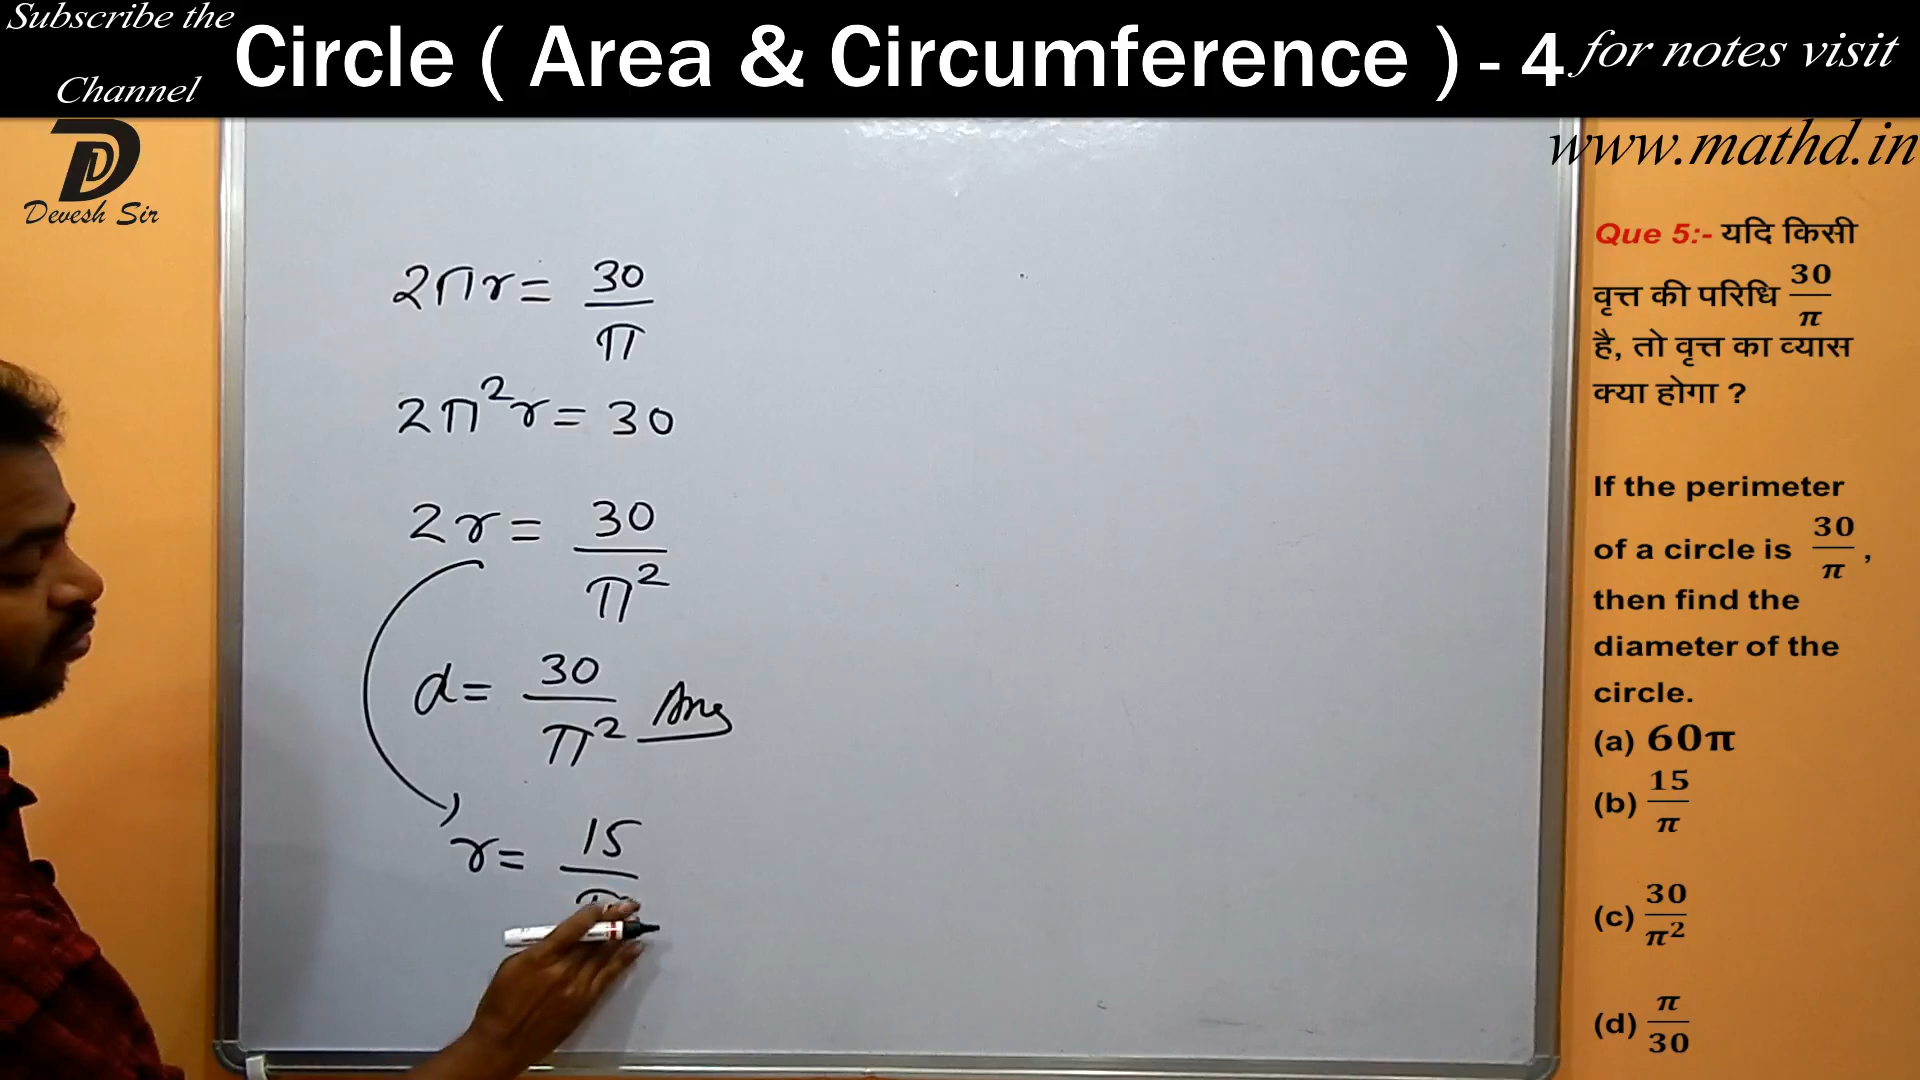 Subscribe the
Channel
Circle ( Area & Circumference ) - 4
for notes visit
www.mathd.in
D
Devesh Sir
2πr = 30/π
2π²r = 30
2r = 30/π²
d = 30/π² Ans
r = 15/π
Que 5:- यदि किसी
वृत्त की परिधि 30/π
है, तो वृत्त का व्यास
क्या होगा ?
If the perimeter
of a circle is 30/π ,
then find the
diameter of the
circle.
(a) 60π
(b) 15/π
(c) 30/π²
(d) π/30